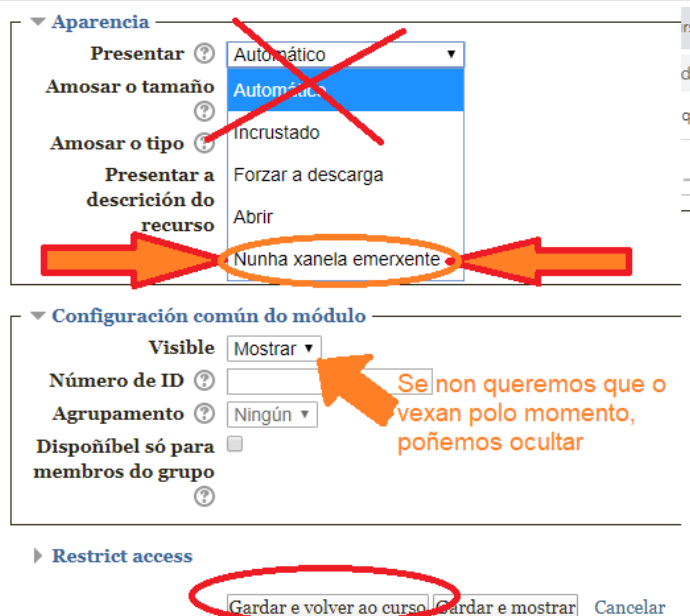 Aparencia
Presentar Automático
Amosar o tamaño Automático
Incrustado
Amosar o tipo
Presentar a Forzar a descarga
descrición do
recurso Abrir
Nunha xanela emerxente
Configuración común do módulo
Visible Mostrar
Número de ID
Se non queremos que o
Agrupamento Ningún
vexan polo momento,
Dispoñíbel só para
poñemos ocultar
membros do grupo
Restrict access
Gardar e volver ao curso Gardar e mostrar Cancelar